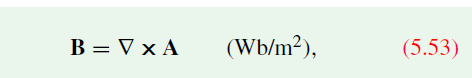 B = ∇ × A (Wb/m²), (5.53)